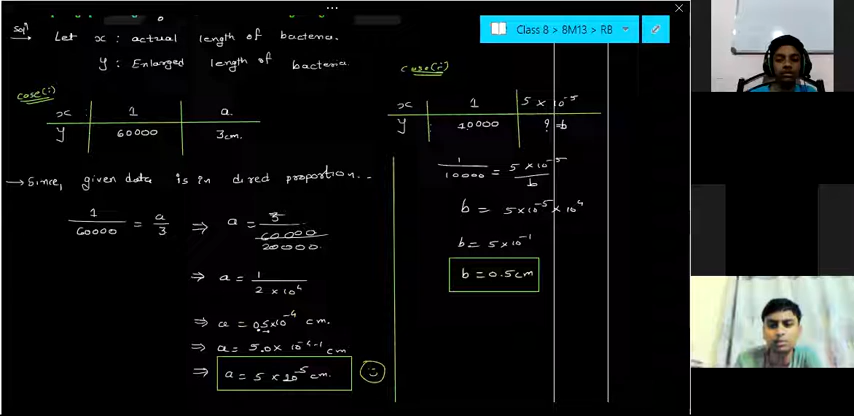 Class 8 > 8M13 > RB
Solⁿ → Let x : actual length of bacteria.
y : Enlarged length of bacteria.
case(i)
x 1 a.
y 60000 3cm.
→ Since, given data is in direct proportion..
1/60000 = a/3 ⇒ a = 3/60000 20000.
⇒ a = 1/2 × 10⁴
⇒ a = 0.5 × 10⁻⁴ cm.
⇒ a = 5.0 × 10⁻⁴⁻¹ cm
⇒ a = 5 × 10⁻⁵ cm.
case(ii)
x 1 5 × 10⁻⁵
y 10000 ? = b
1/10000 = 5 × 10⁻⁵/b
b = 5 × 10⁻⁵ × 10⁴
b = 5 × 10⁻¹
b = 0.5 cm